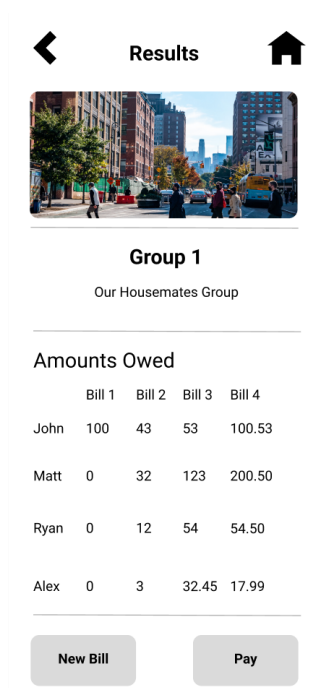 Results
Group 1
Our Housemates Group
Amounts Owed
Bill 1 Bill 2 Bill 3 Bill 4
John 100 43 53 100.53
Matt 0 32 123 200.50
Ryan 0 12 54 54.50
Alex 0 3 32.45 17.99
New Bill Pay